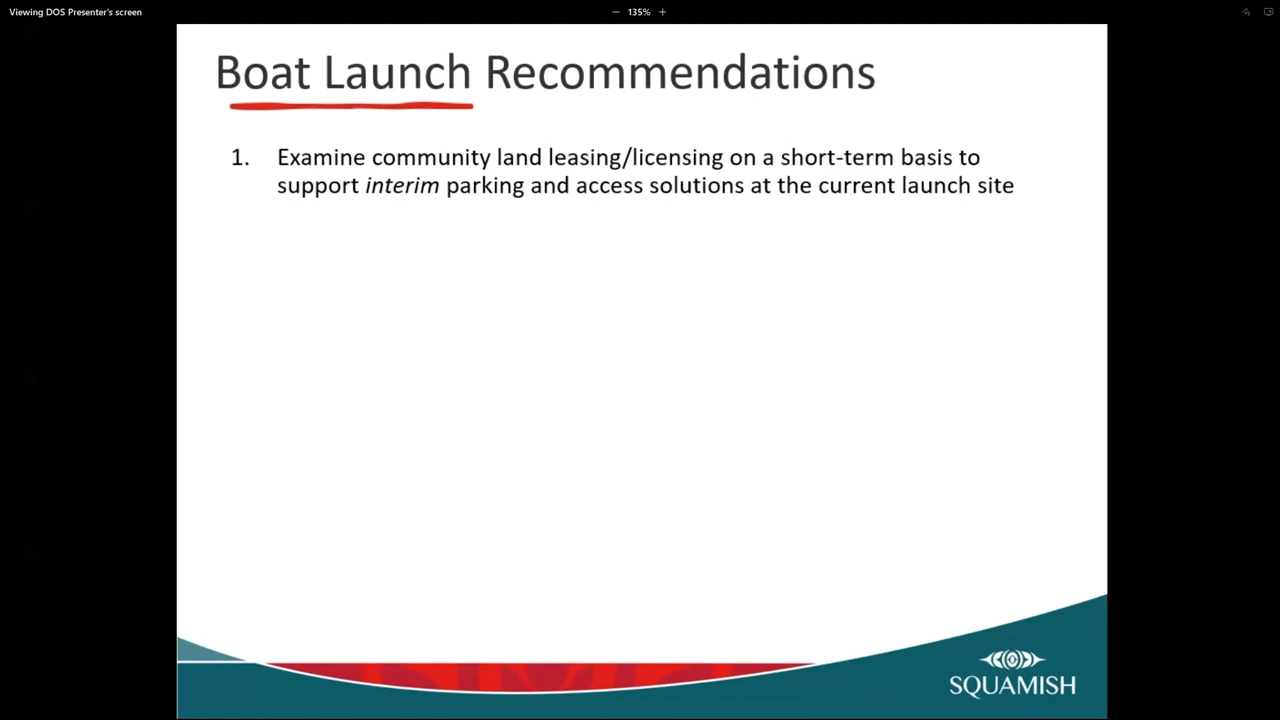 Viewing DOS Presenter's screen
− 135% +
Boat Launch Recommendations
1. Examine community land leasing/licensing on a short-term basis to
support interim parking and access solutions at the current launch site
SQUAMISH